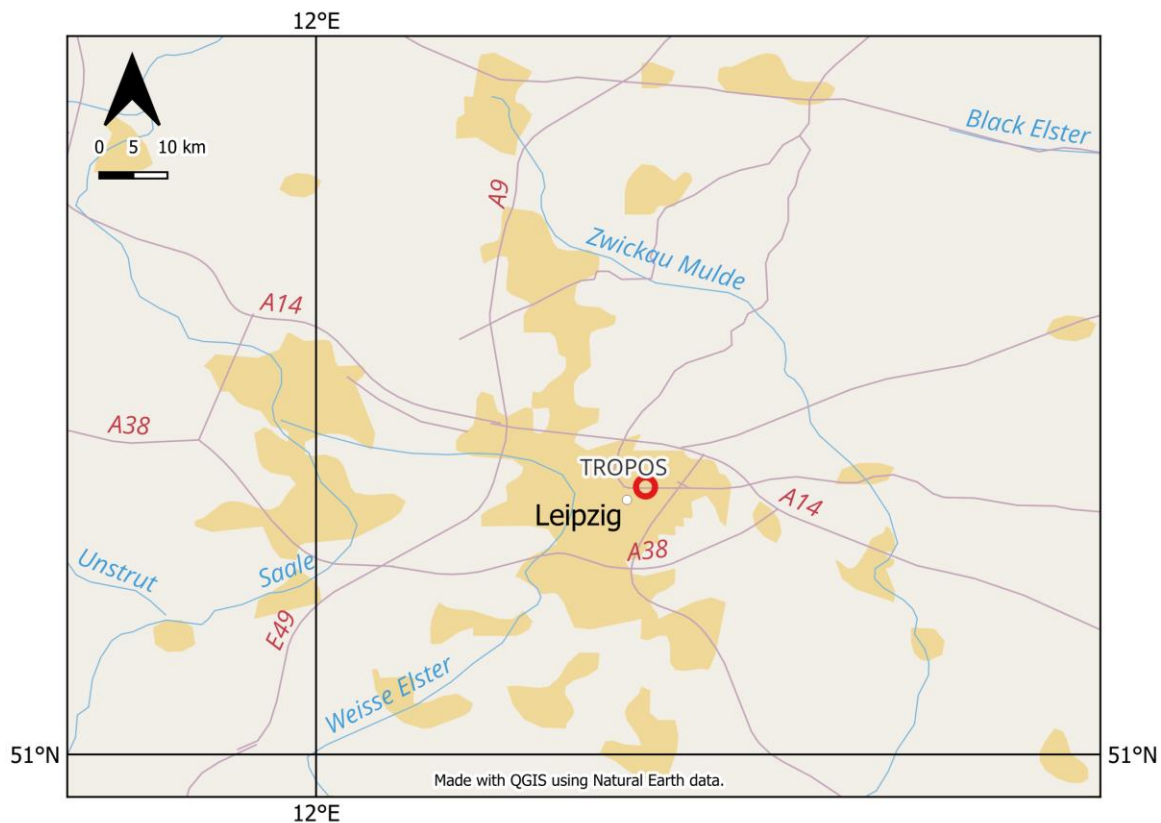 12°E
Black Elster
0 5 10 km
A9
Zwickau Mulde
A14
A38
TROPOS
Leipzig
A14
A38
Unstrut
Saale
E49
Weisse Elster
51°N
51°N
Made with QGIS using Natural Earth data.
12°E